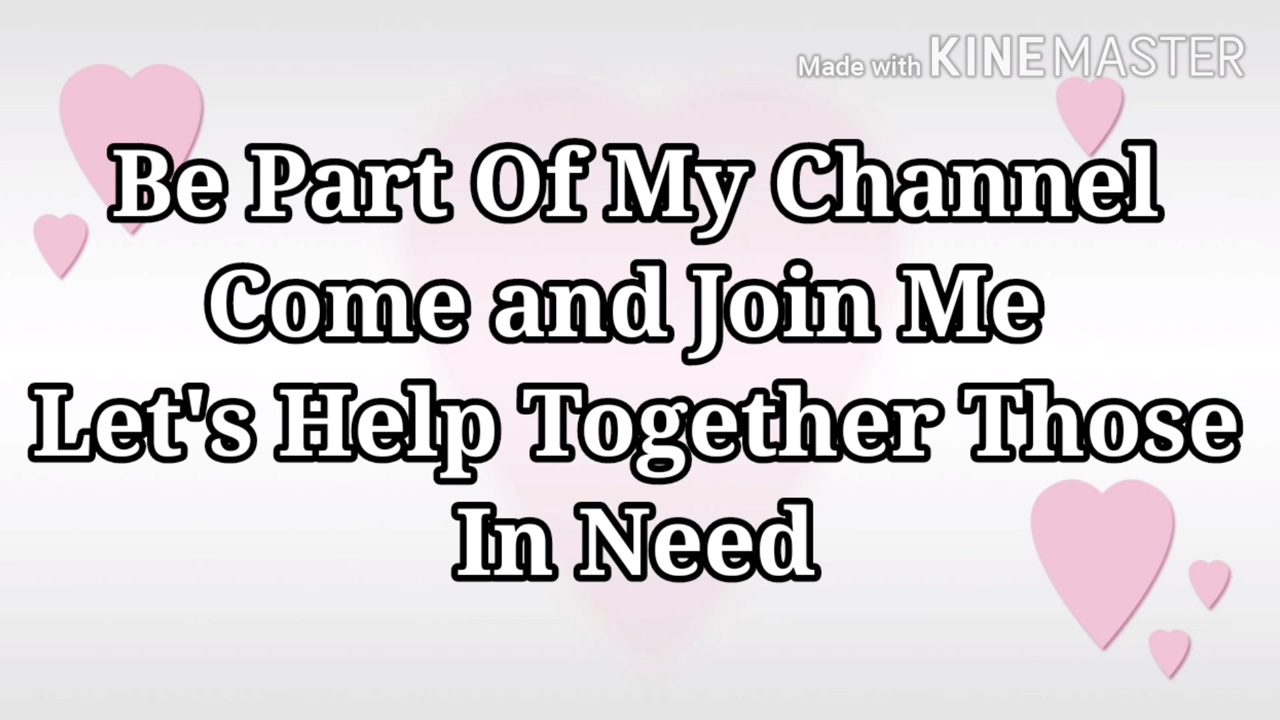 Made with KINEMASTER
Be Part Of My Channel
Come and Join Me
Let's Help Together Those
In Need